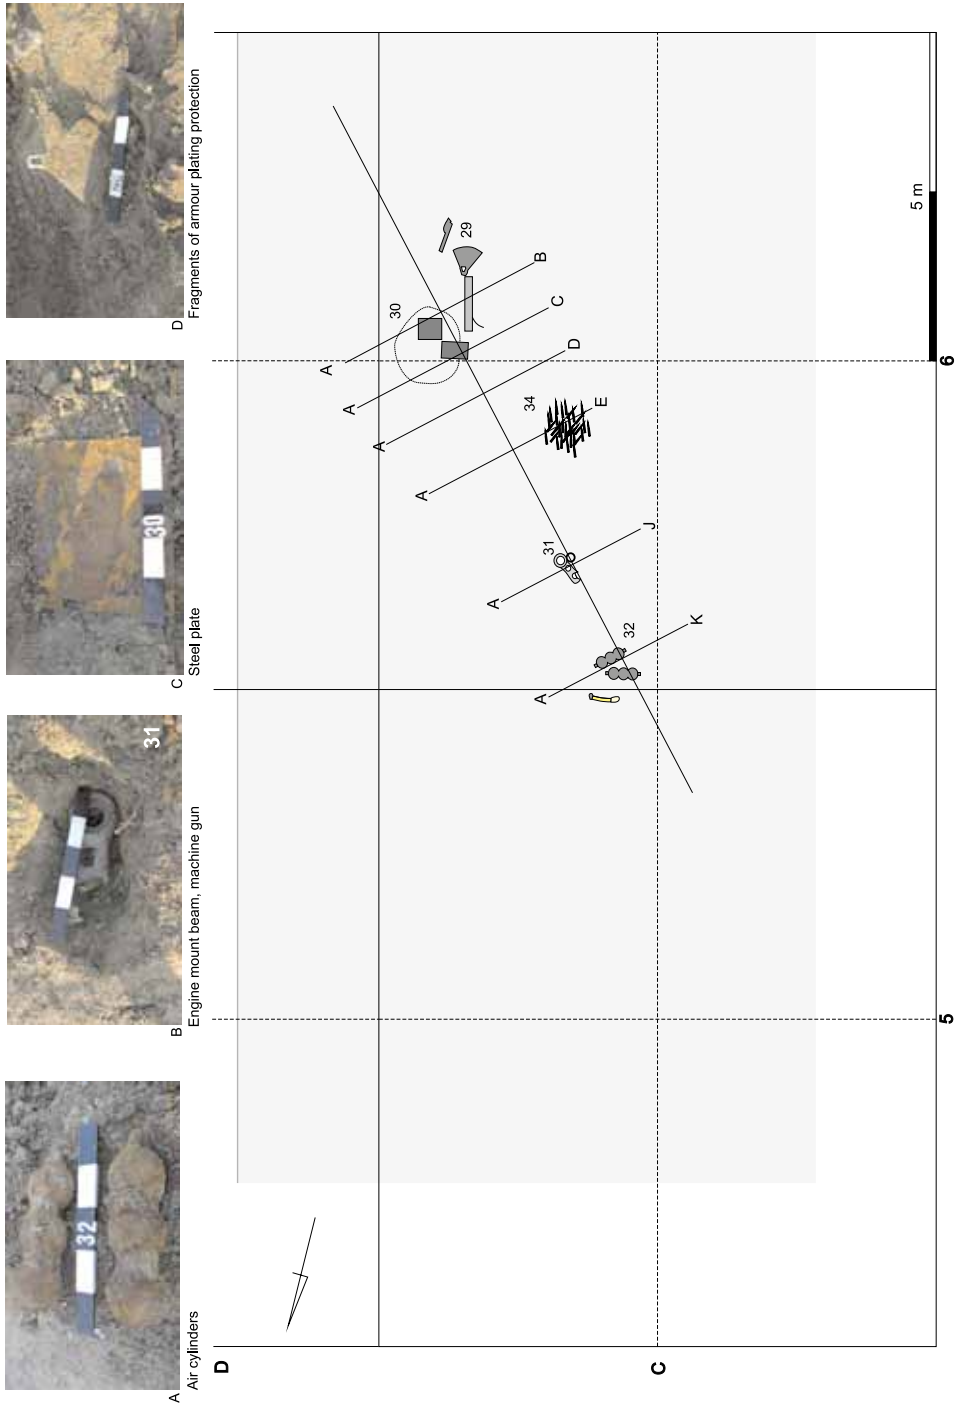 A
Air cylinders
32
B
Engine mount beam, machine gun
31
C
Steel plate
30
D
Fragments of armour plating protection
D
C
5
6
5 m
29
30
34
31
32
A
B
A
C
A
D
A
E
A
J
A
K